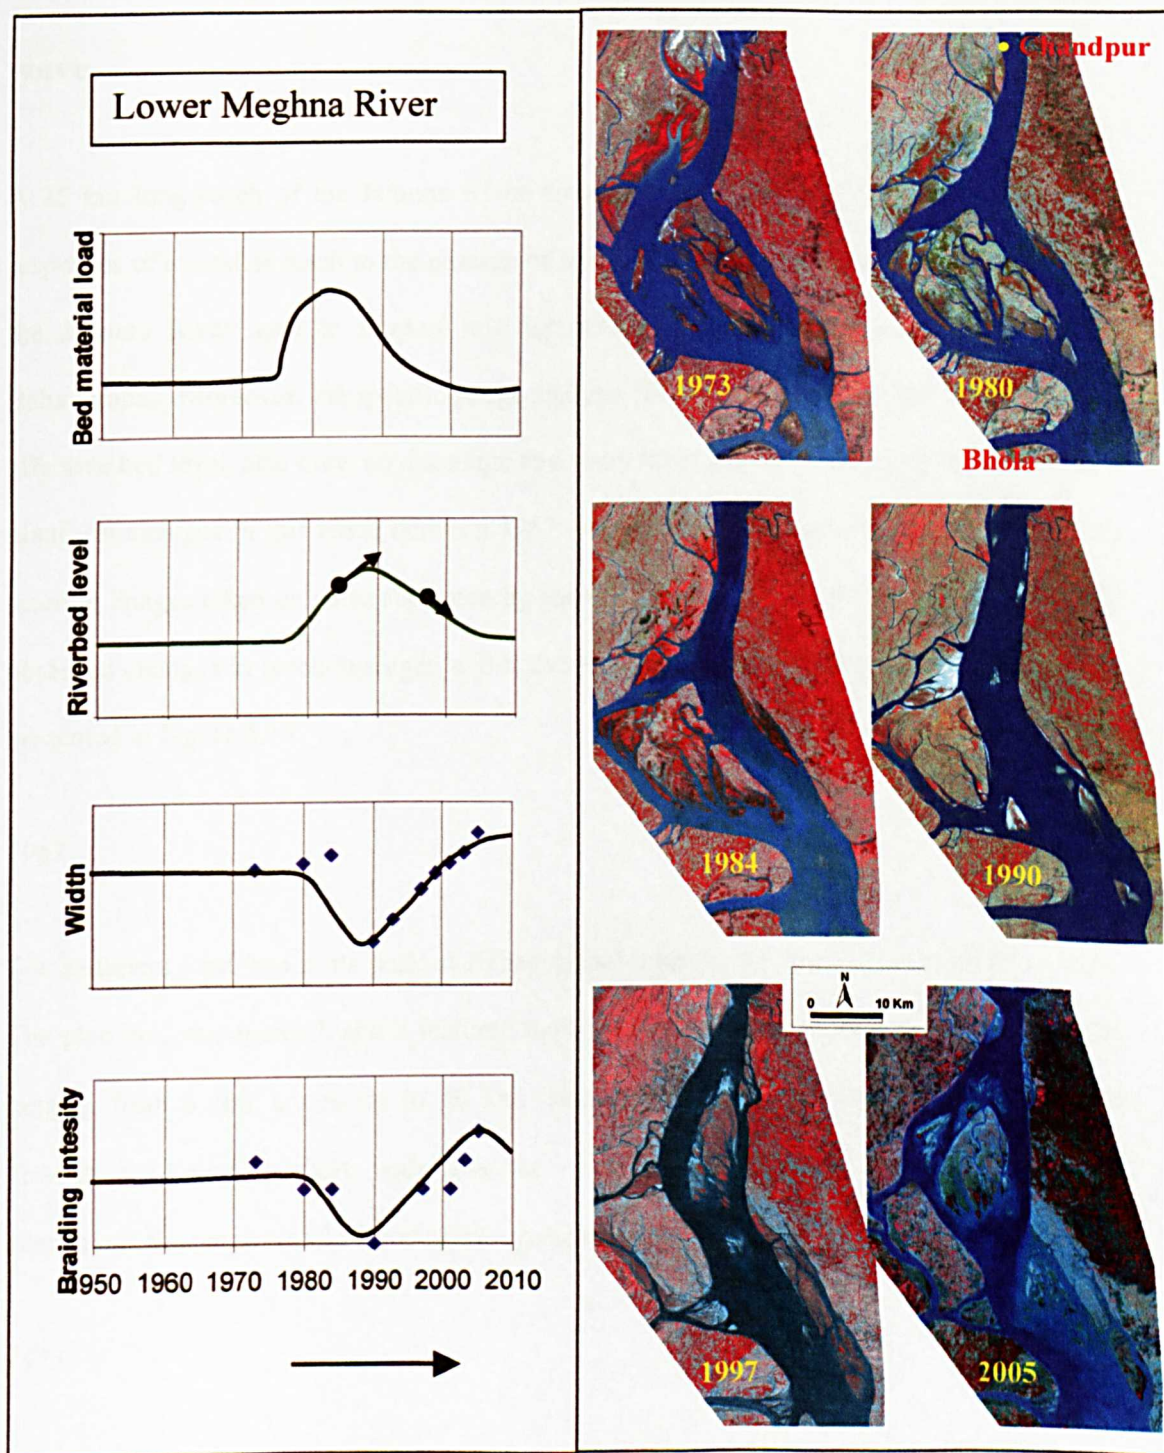 Lower Meghna River
Bed material load
Riverbed level
Width
Braiding intesity
1950 1960 1970 1980 1990 2000 2010
Chandpur
1973
1980
Bhola
1984
1990
N
0 10 Km
1997
2005